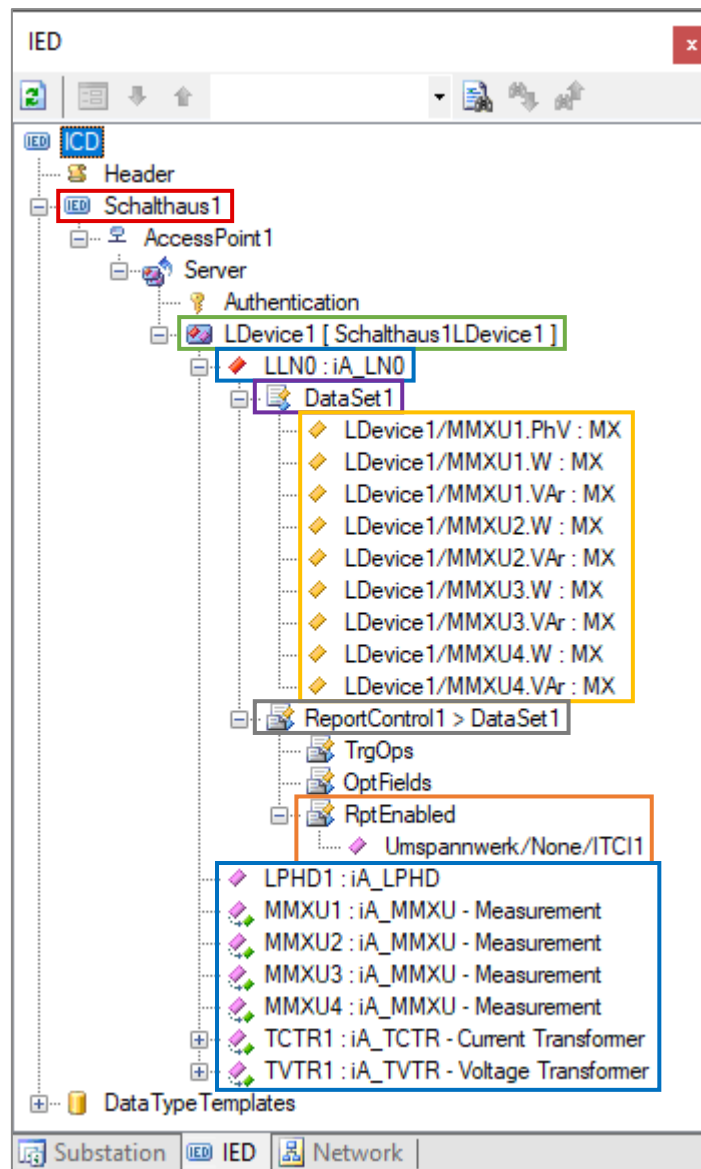 IED
x
IED ICD
Header
IED Schalthaus1
AccessPoint1
Server
Authentication
LDevice1 [ Schalthaus1LDevice1 ]
LLN0 : iA_LN0
DataSet1
LDevice1/MMXU1.PhV : MX
LDevice1/MMXU1.W : MX
LDevice1/MMXU1.VAr : MX
LDevice1/MMXU2.W : MX
LDevice1/MMXU2.VAr : MX
LDevice1/MMXU3.W : MX
LDevice1/MMXU3.VAr : MX
LDevice1/MMXU4.W : MX
LDevice1/MMXU4.VAr : MX
ReportControl1 > DataSet1
TrgOps
OptFields
RptEnabled
Umspannwerk/None/ITCI1
LPHD1 : iA_LPHD
MMXU1 : iA_MMXU - Measurement
MMXU2 : iA_MMXU - Measurement
MMXU3 : iA_MMXU - Measurement
MMXU4 : iA_MMXU - Measurement
TCTR1 : iA_TCTR - Current Transformer
TVTR1 : iA_TVTR - Voltage Transformer
DataTypeTemplates
Substation IED IED Network